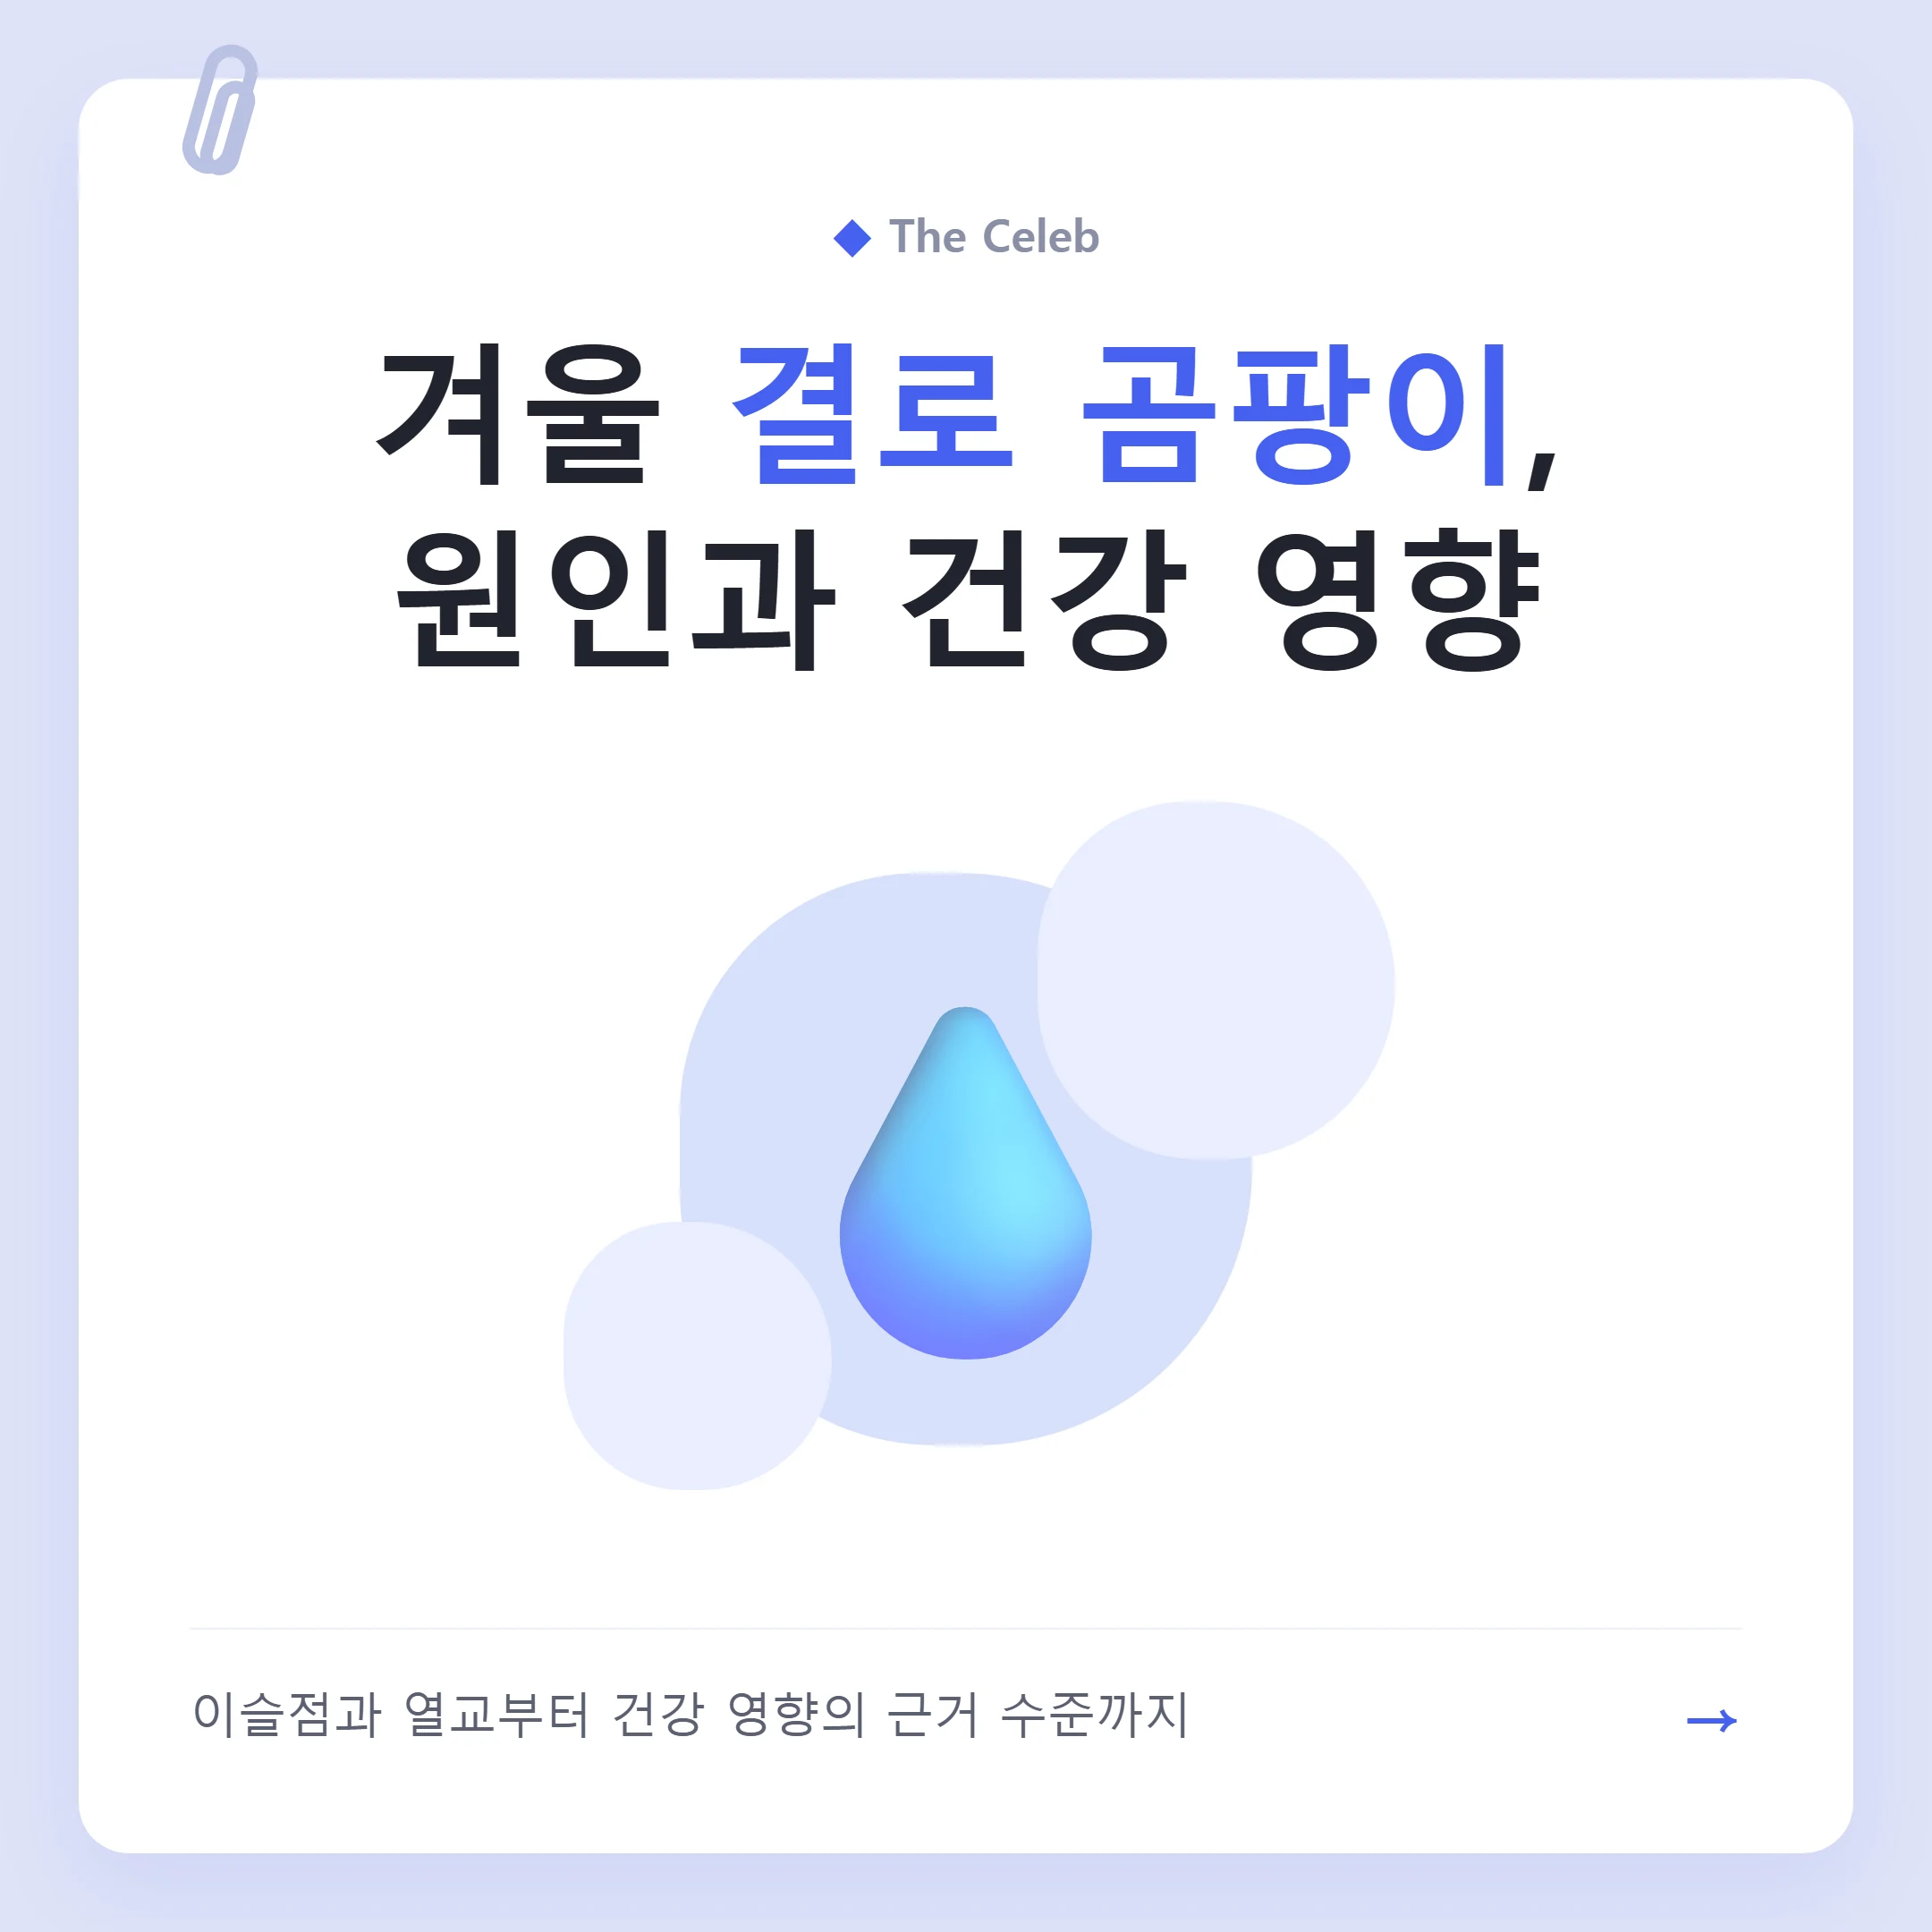 The Celeb
겨울 결로 곰팡이,
원인과 건강 영향
이슬점과 열교부터 건강 영향의 근거 수준까지
→